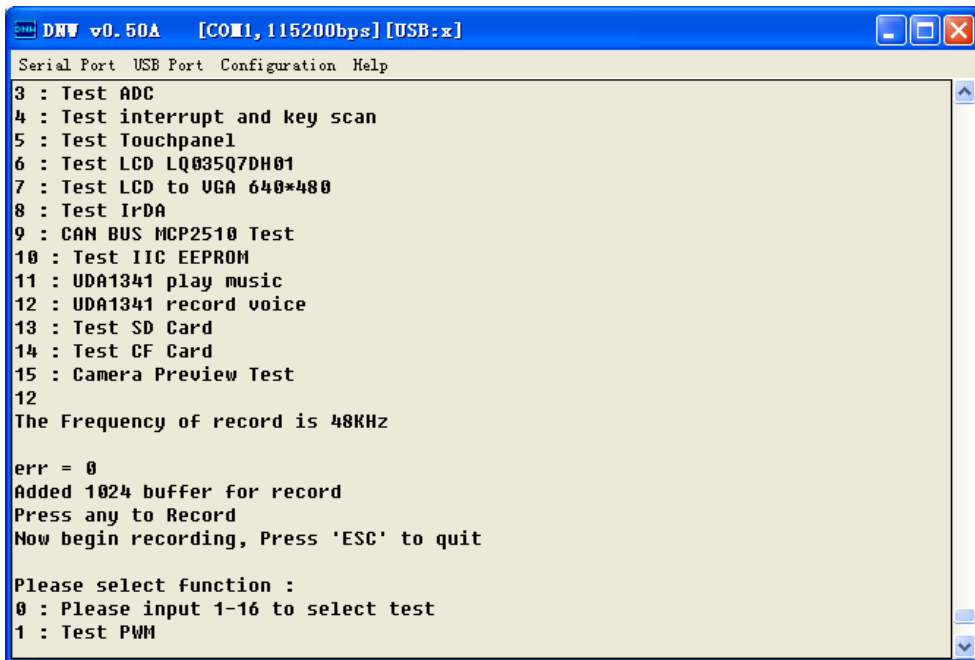 DNW v0.50A [COM1,115200bps][USB:x]
Serial Port USB Port Configuration Help
3 : Test ADC
4 : Test interrupt and key scan
5 : Test Touchpanel
6 : Test LCD LQ035Q7DH01
7 : Test LCD to VGA 640*480
8 : Test IrDA
9 : CAN BUS MCP2510 Test
10 : Test IIC EEPROM
11 : UDA1341 play music
12 : UDA1341 record voice
13 : Test SD Card
14 : Test CF Card
15 : Camera Preview Test
12
The Frequency of record is 48KHz
err = 0
Added 1024 buffer for record
Press any to Record
Now begin recording, Press 'ESC' to quit
Please select function :
0 : Please input 1-16 to select test
1 : Test PWM